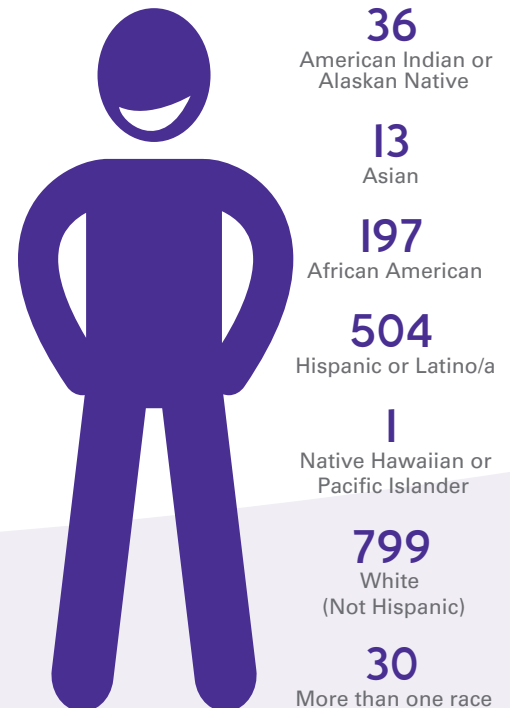 36
American Indian or
Alaskan Native
13
Asian
197
African American
504
Hispanic or Latino/a
1
Native Hawaiian or
Pacific Islander
799
White
(Not Hispanic)
30
More than one race